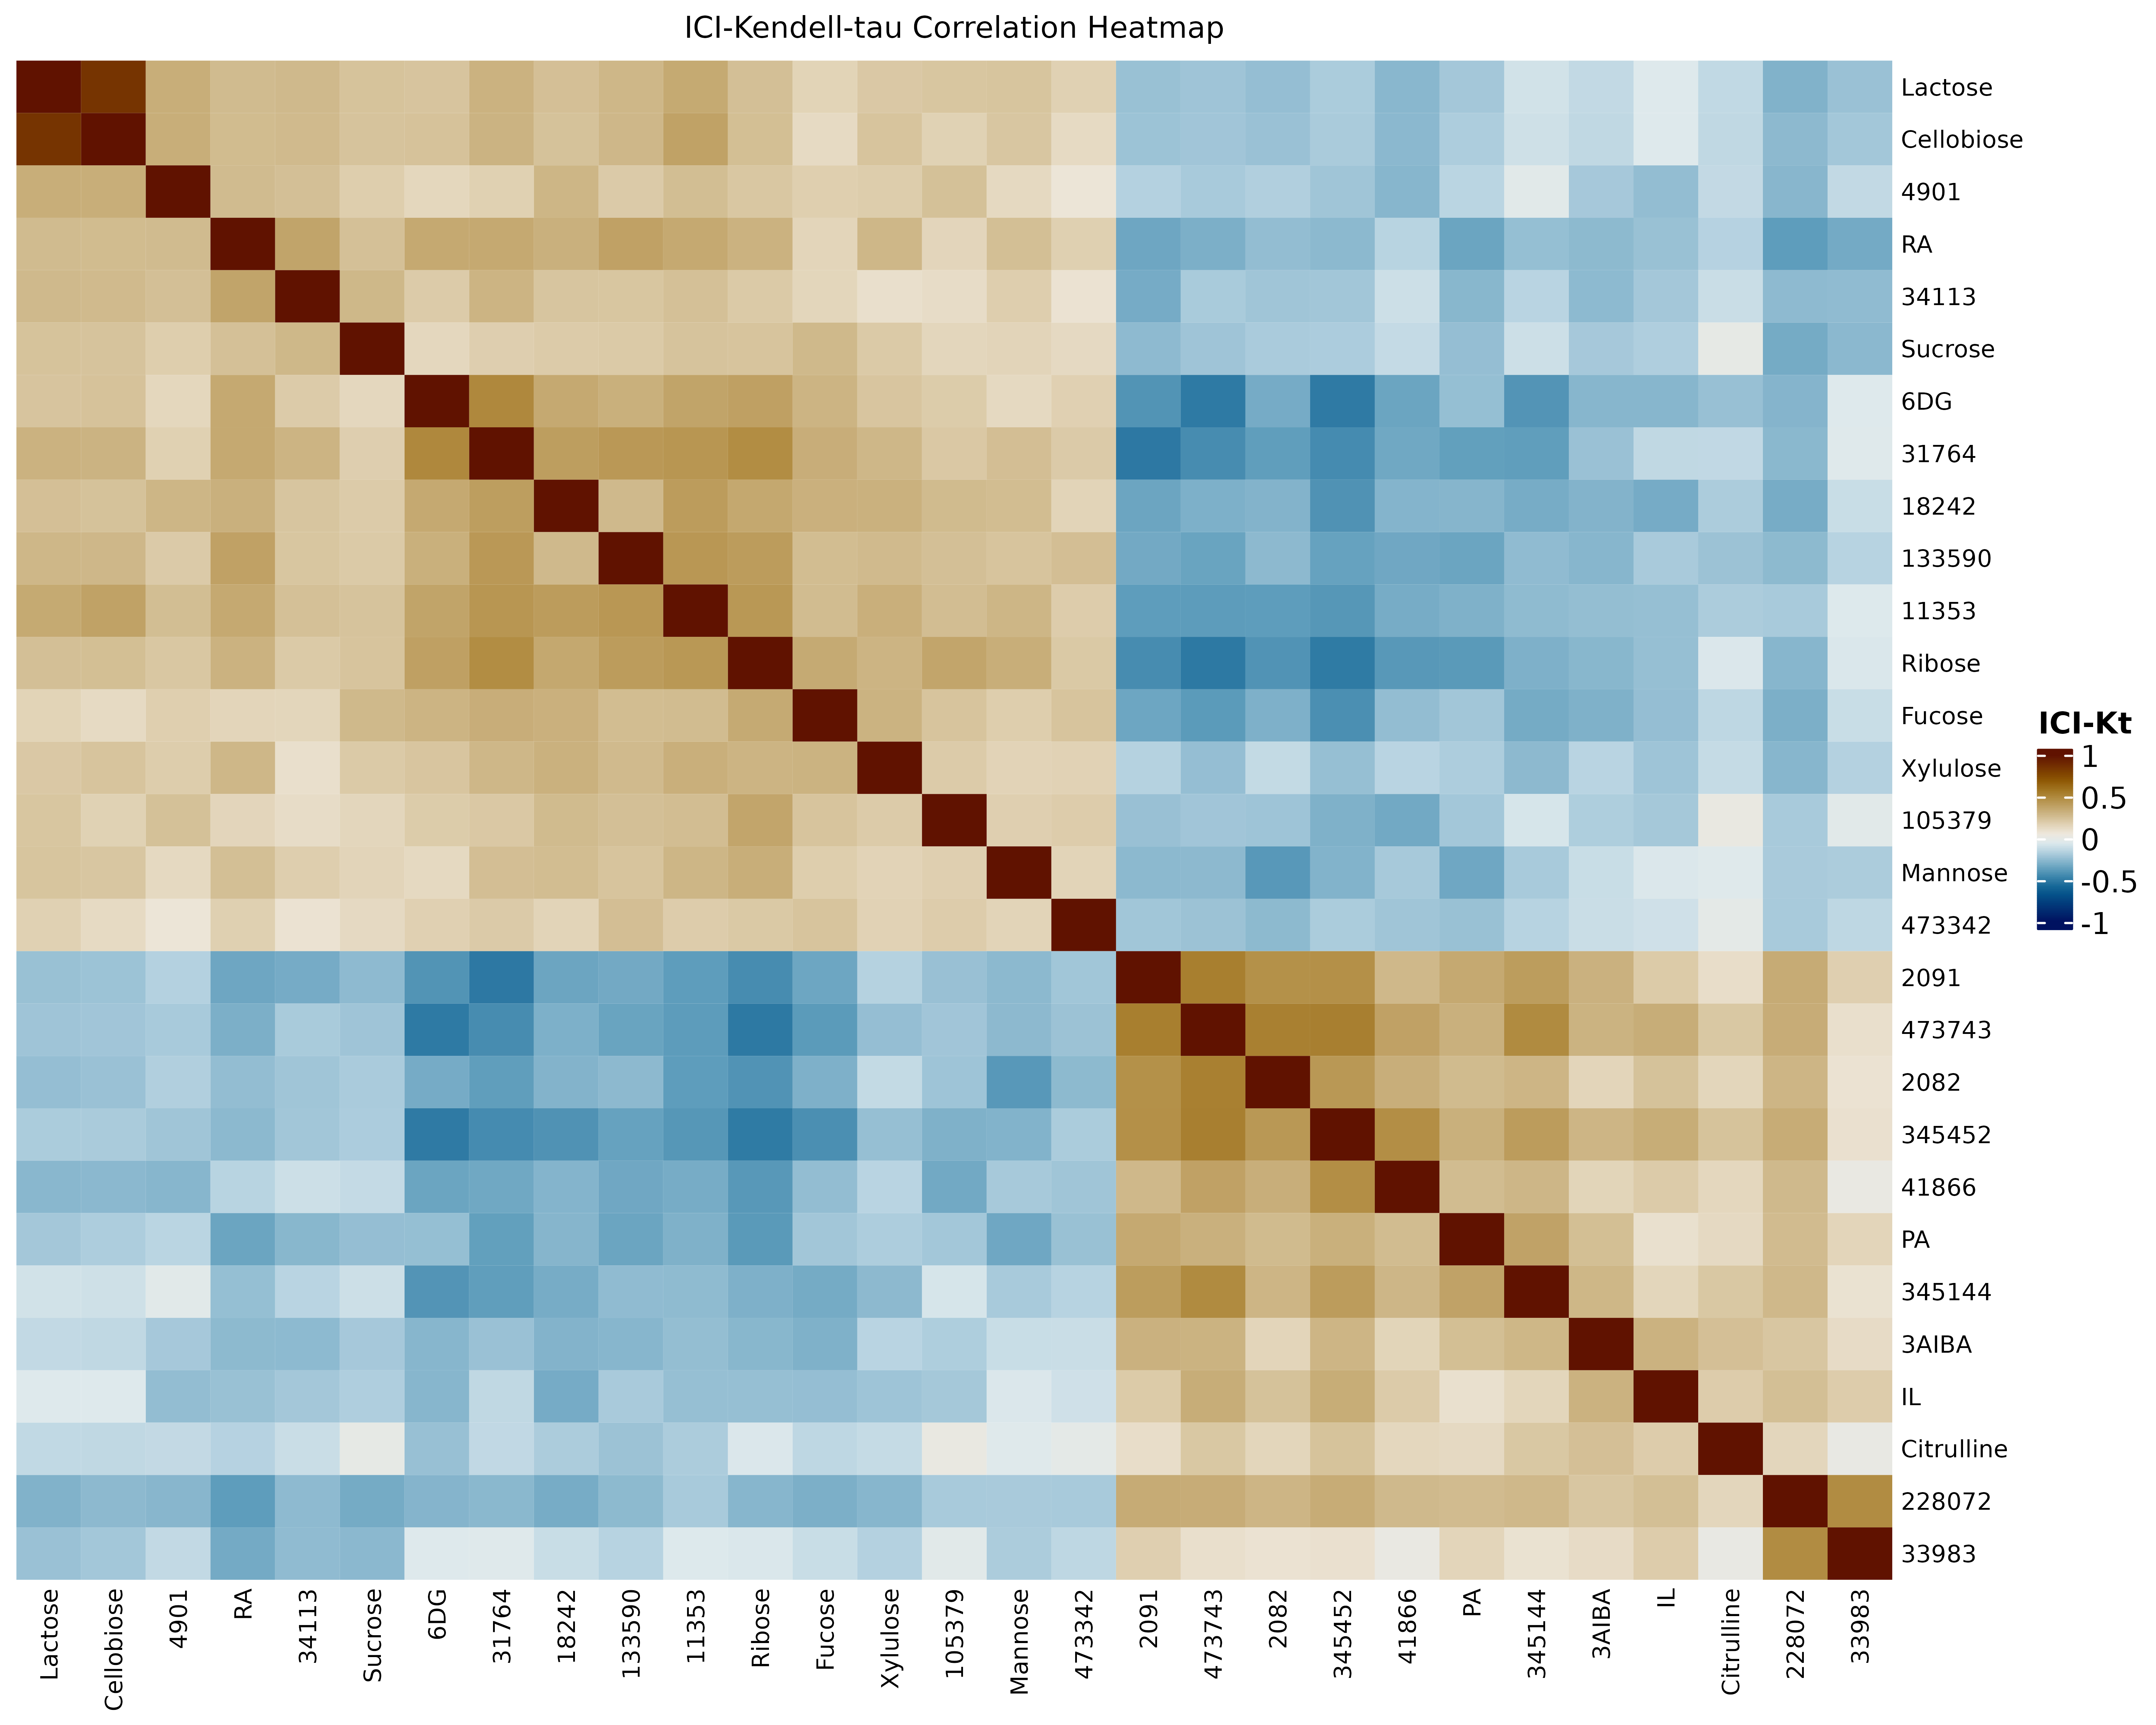 ICI-Kendell-tau Correlation Heatmap
Lactose
Cellobiose
4901
RA
34113
Sucrose
6DG
31764
18242
133590
11353
Ribose
Fucose
Xylulose
105379
Mannose
473342
2091
473743
2082
345452
41866
PA
345144
3AIBA
IL
Citrulline
228072
33983
ICI-Kt
1
0.5
0
-0.5
-1
Lactose
Cellobiose
4901
RA
34113
Sucrose
6DG
31764
18242
133590
11353
Ribose
Fucose
Xylulose
105379
Mannose
473342
2091
473743
2082
345452
41866
PA
345144
3AIBA
IL
Citrulline
228072
33983